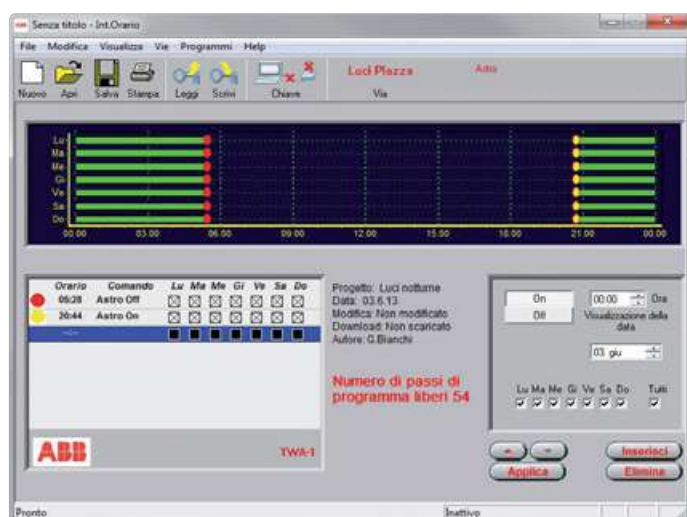 Senza titolo - Int.Orario
File Modifica Visualizza Vie Programmi Help
Nuovo Apri Salva Stampa Leggi Scrivi Chiave Via
Luci Piazza
Astro
Lu
Ma
Me
Gi
Ve
Sa
Do
00.00 03.00 06.00 09.00 12.00 15.00 18.00 21.00 00.00
Orario Comando Lu Ma Me Gi Ve Sa Do
05:28 Astro Off
20:44 Astro On
--:--
ABB
TWA-1
Progetto: Luci notturne
Data: 03.6.13
Modifica: Non modificato
Download: Non scaricato
Autore: G.Bianchi
Numero di passi di
programma liberi 54
On
Off
00:00 Ora
Visualizzazione della
data
03 giu
Lu Ma Me Gi Ve Sa Do Tutti
Inserisci
Applica Elimina
Pronto Inattivo